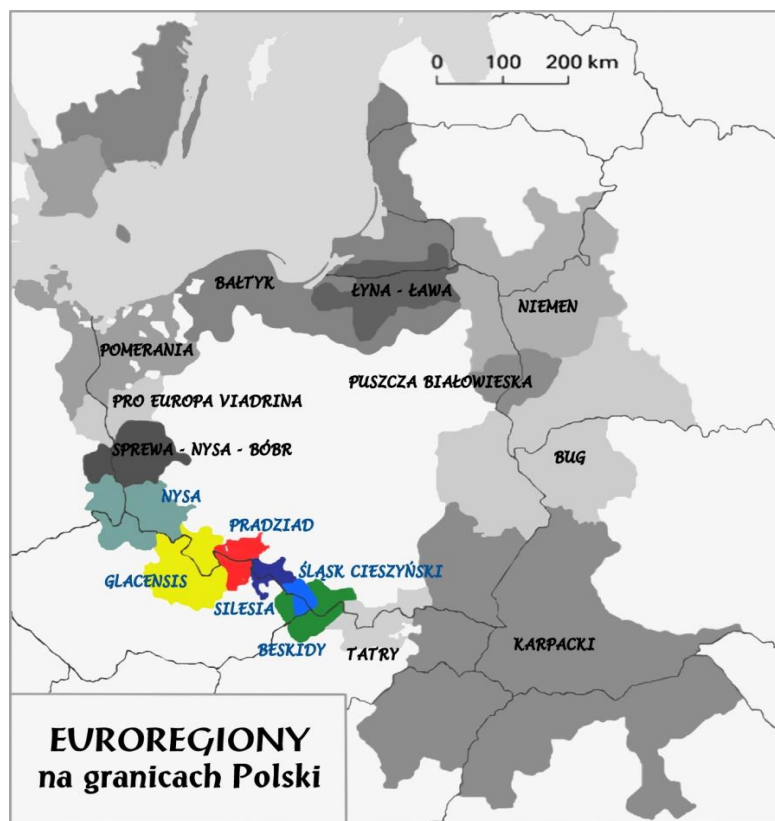 0 100 200 km
BAŁTYK
ŁYNA - ŁAWA
NIEMEN
POMERANIA
PUSZCZA BIAŁOWIESKA
PRO EUROPA VIADRINA
SPREWA - NYSA - BÓBR
BUG
NYSA
PRADZIAD
GLACENSIS
ŚLĄSK CIESZYŃSKI
SILESIA
KARPACKI
BESKIDY
TATRY
EUROREGIONY
na granicach Polski